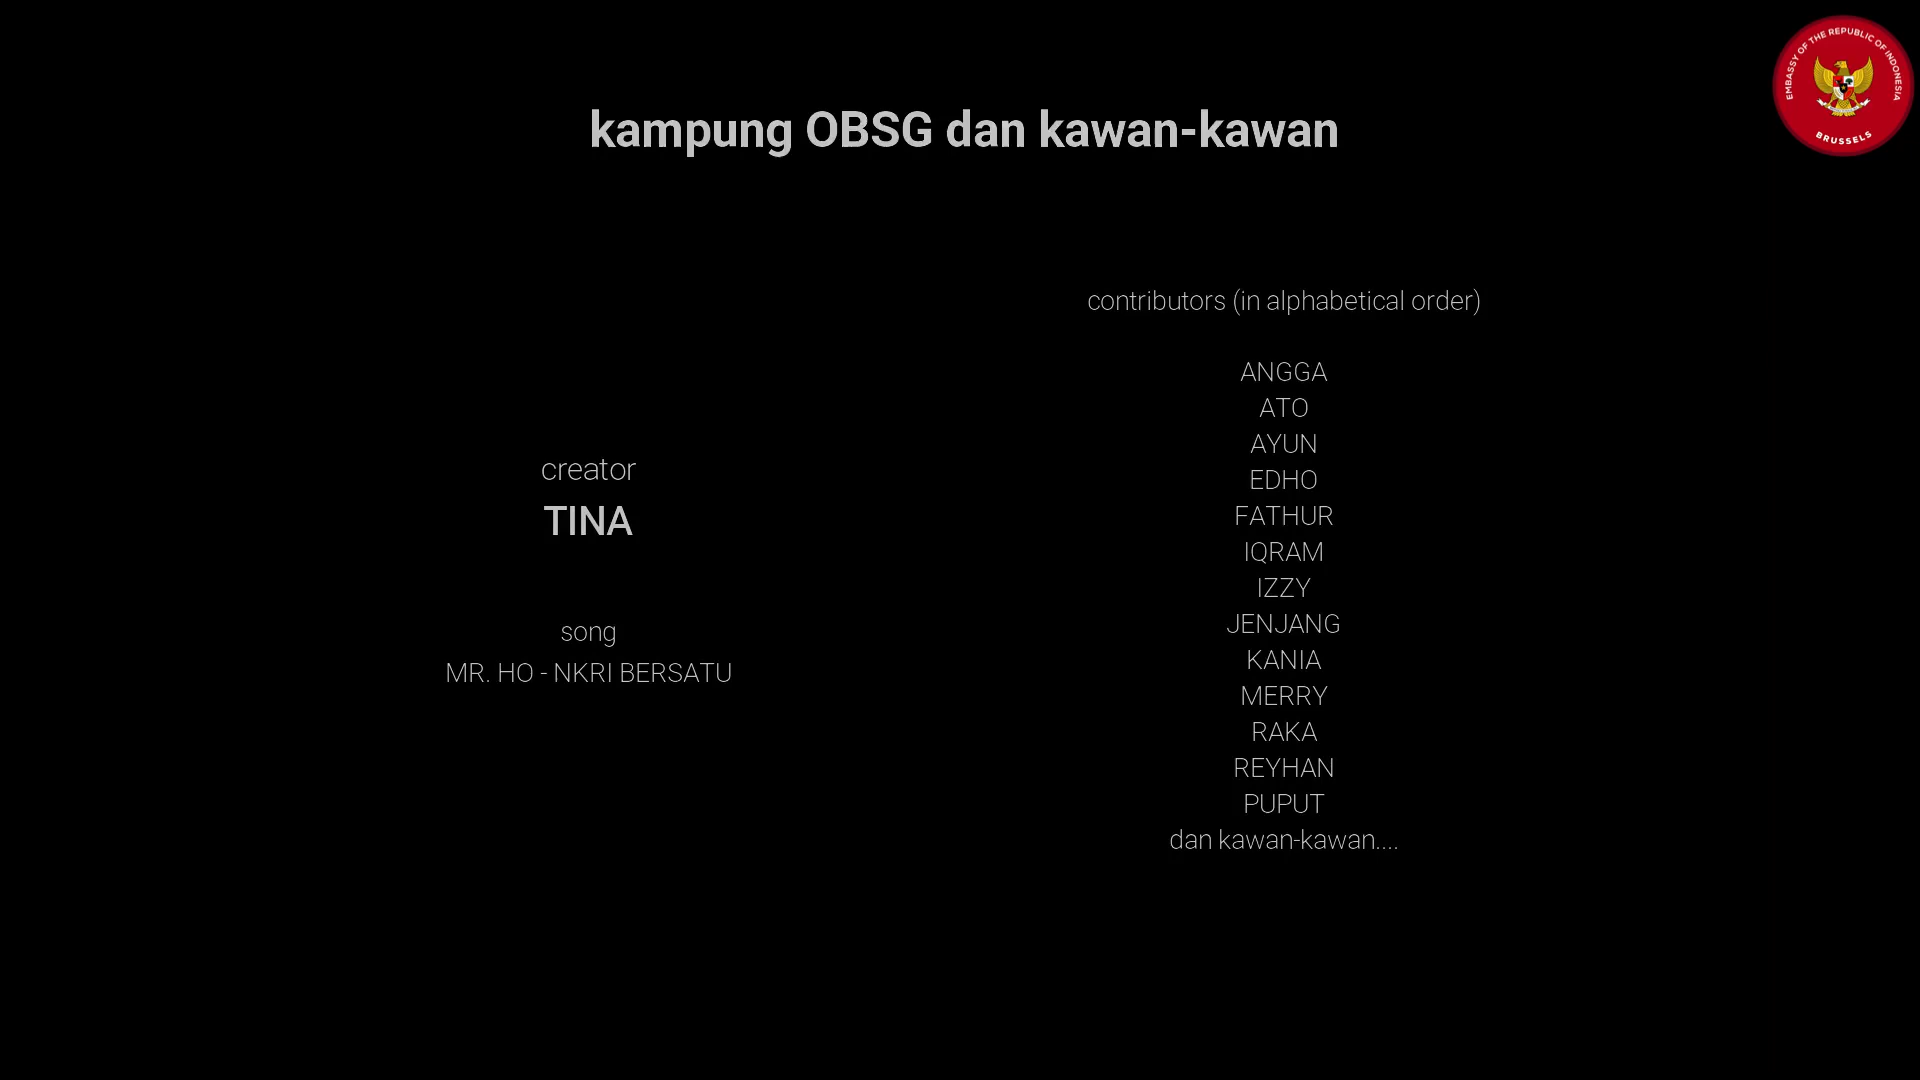 EMBASSY OF THE REPUBLIC OF INDONESIA
BRUSSELS
kampung OBSG dan kawan-kawan
creator
TINA
song
MR. HO - NKRI BERSATU
contributors (in alphabetical order)
ANGGA
ATO
AYUN
EDHO
FATHUR
IQRAM
IZZY
JENJANG
KANIA
MERRY
RAKA
REYHAN
PUPUT
dan kawan-kawan....